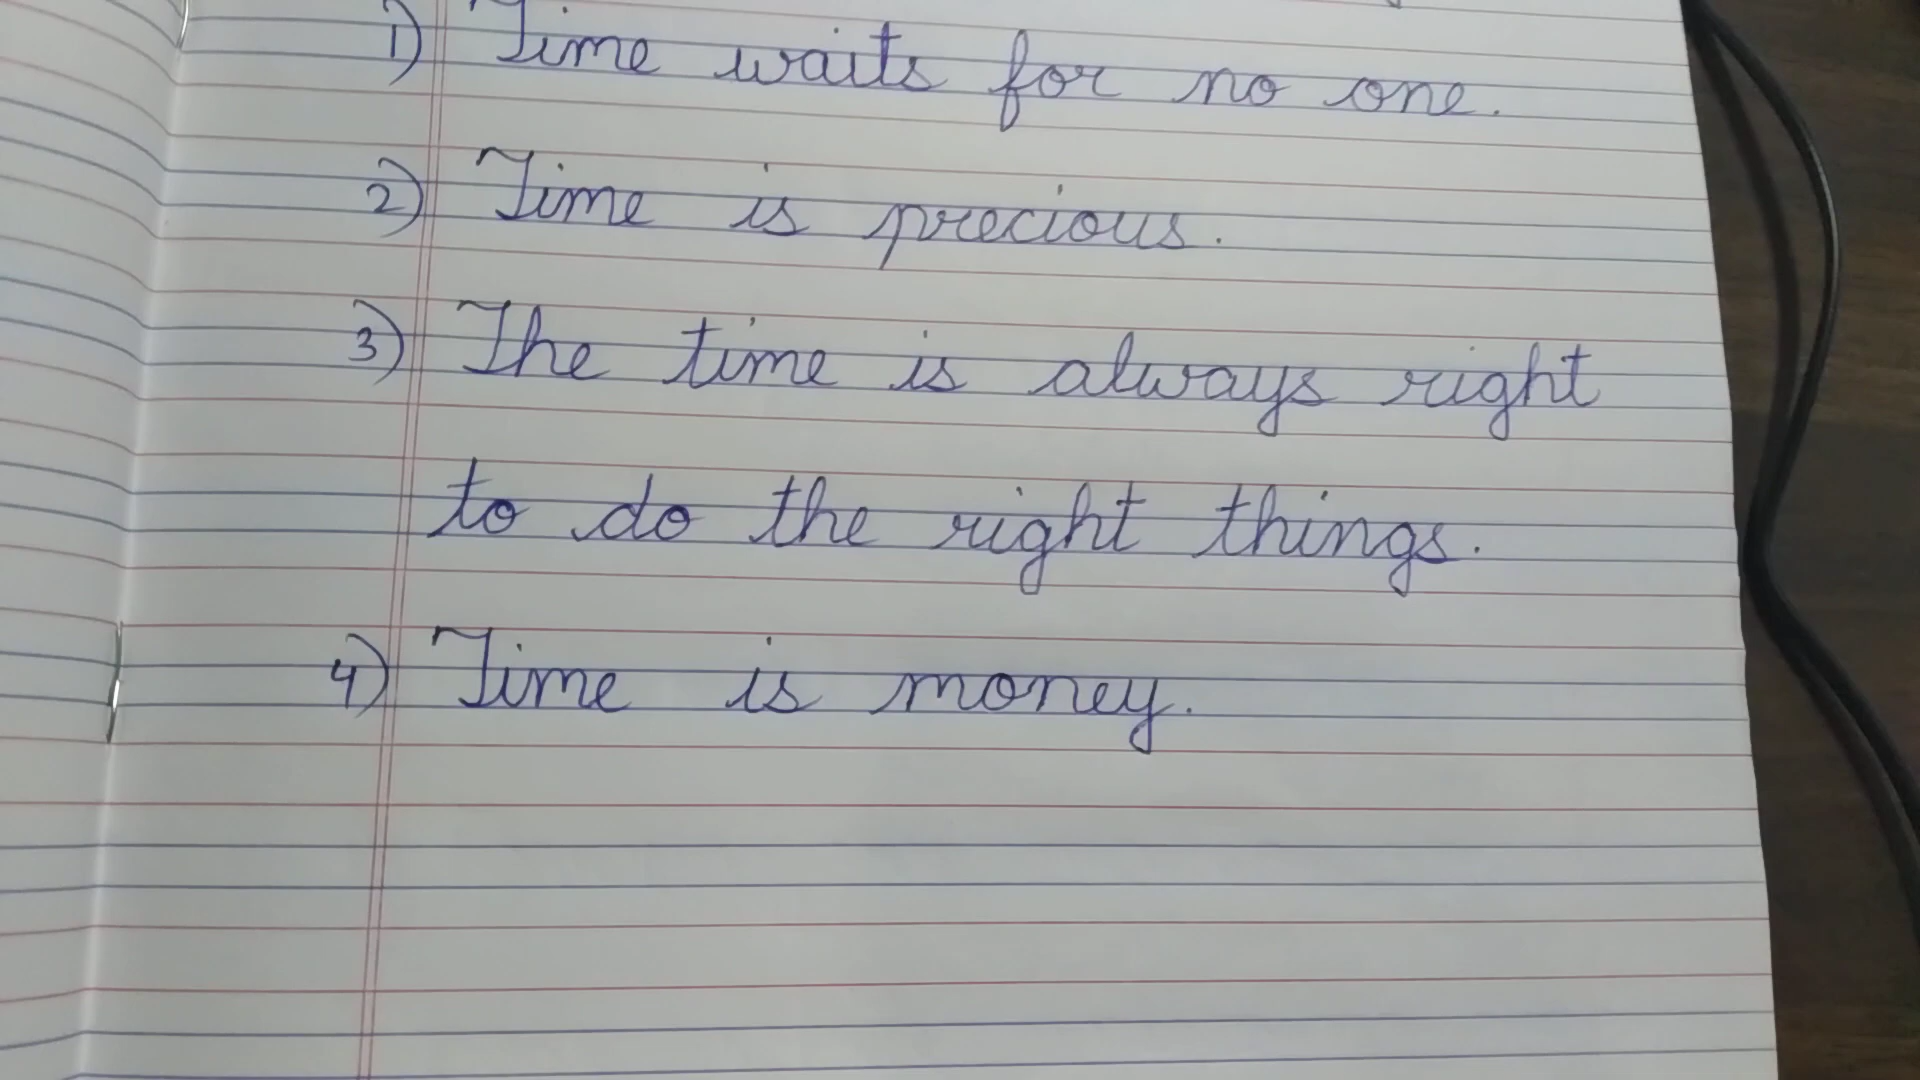 1) Time waits for no one.
2) Time is precious.
3) The time is always right
to do the right things.
4) Time is money.